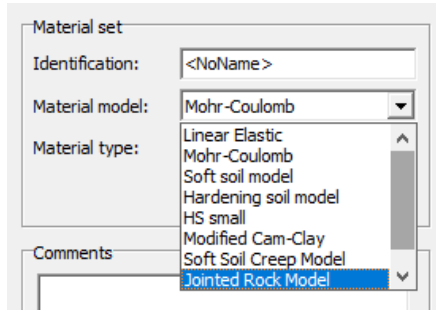 Material set
Identification: <NoName>
Material model: Mohr-Coulomb
Material type:
Linear Elastic
Mohr-Coulomb
Soft soil model
Hardening soil model
HS small
Modified Cam-Clay
Soft Soil Creep Model
Jointed Rock Model
Comments